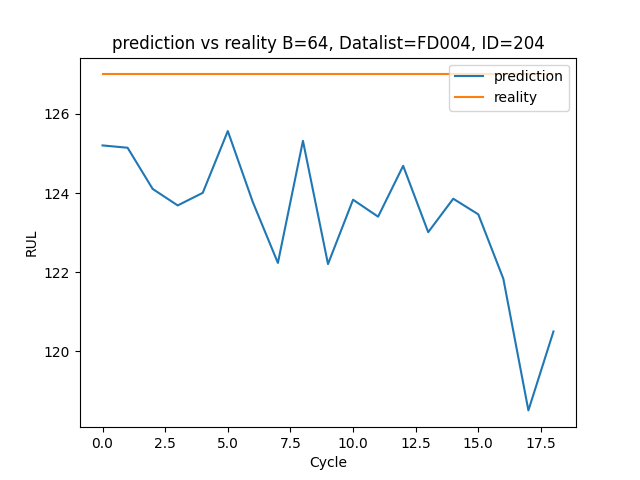 prediction vs reality B=64, Datalist=FD004, ID=204
prediction
reality
RUL
126
124
122
120
0.0 2.5 5.0 7.5 10.0 12.5 15.0 17.5
Cycle